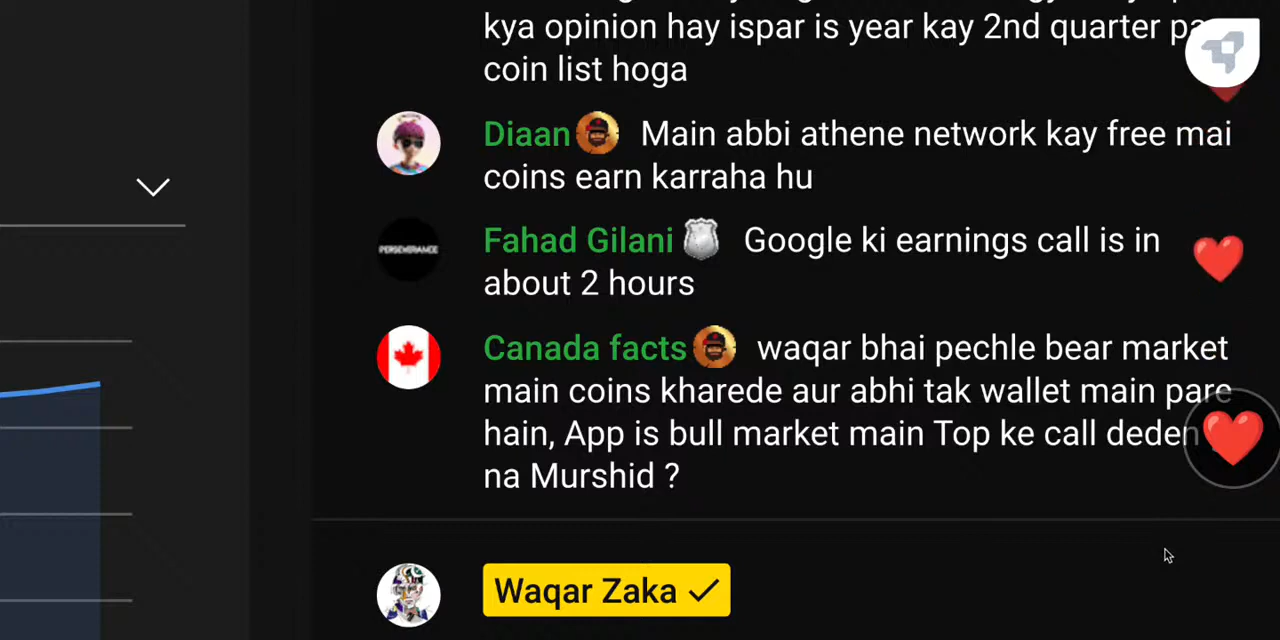 kya opinion hay ispar is year kay 2nd quarter
coin list hoga
Diaan Main abbi athene network kay free mai
coins earn karraha hu
PERSEVERANCE
Fahad Gilani Google ki earnings call is in
about 2 hours
Canada facts waqar bhai pechle bear market
main coins kharede aur abhi tak wallet main pare
hain, App is bull market main Top ke call deden
na Murshid ?
Waqar Zaka